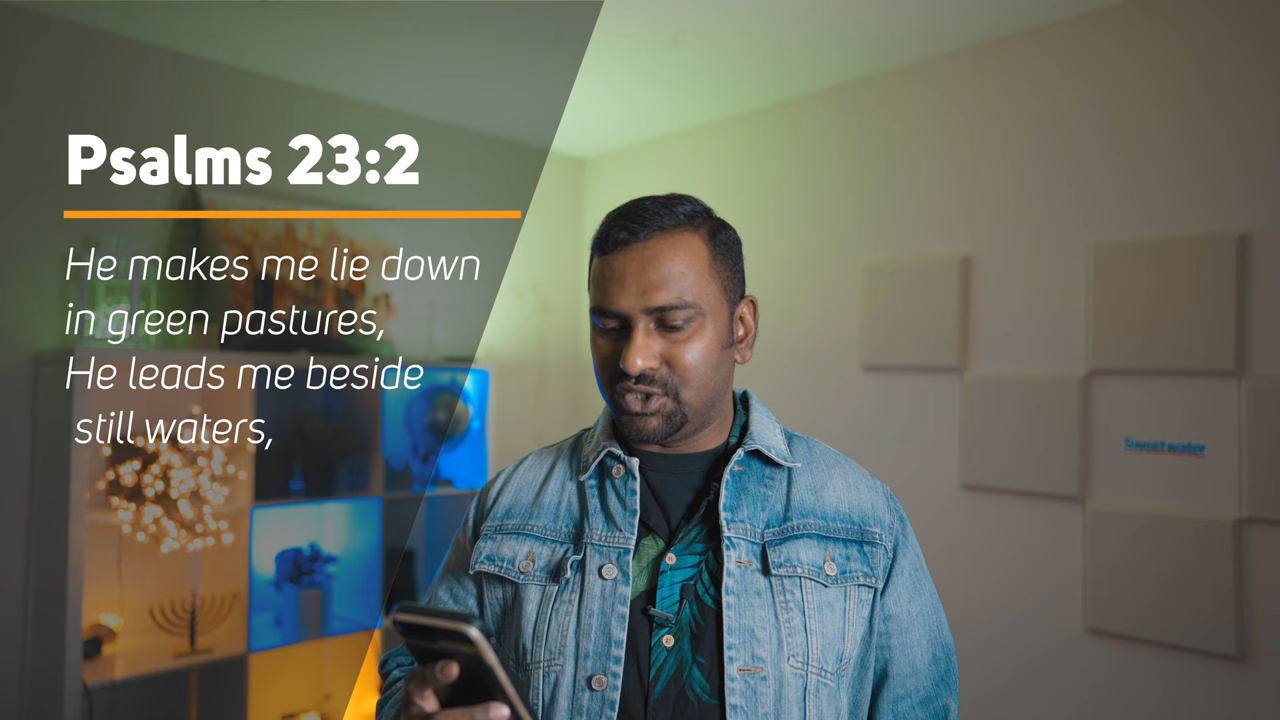 Psalms 23:2
He makes me lie down
in green pastures,
He leads me beside
still waters,
Sweetwater